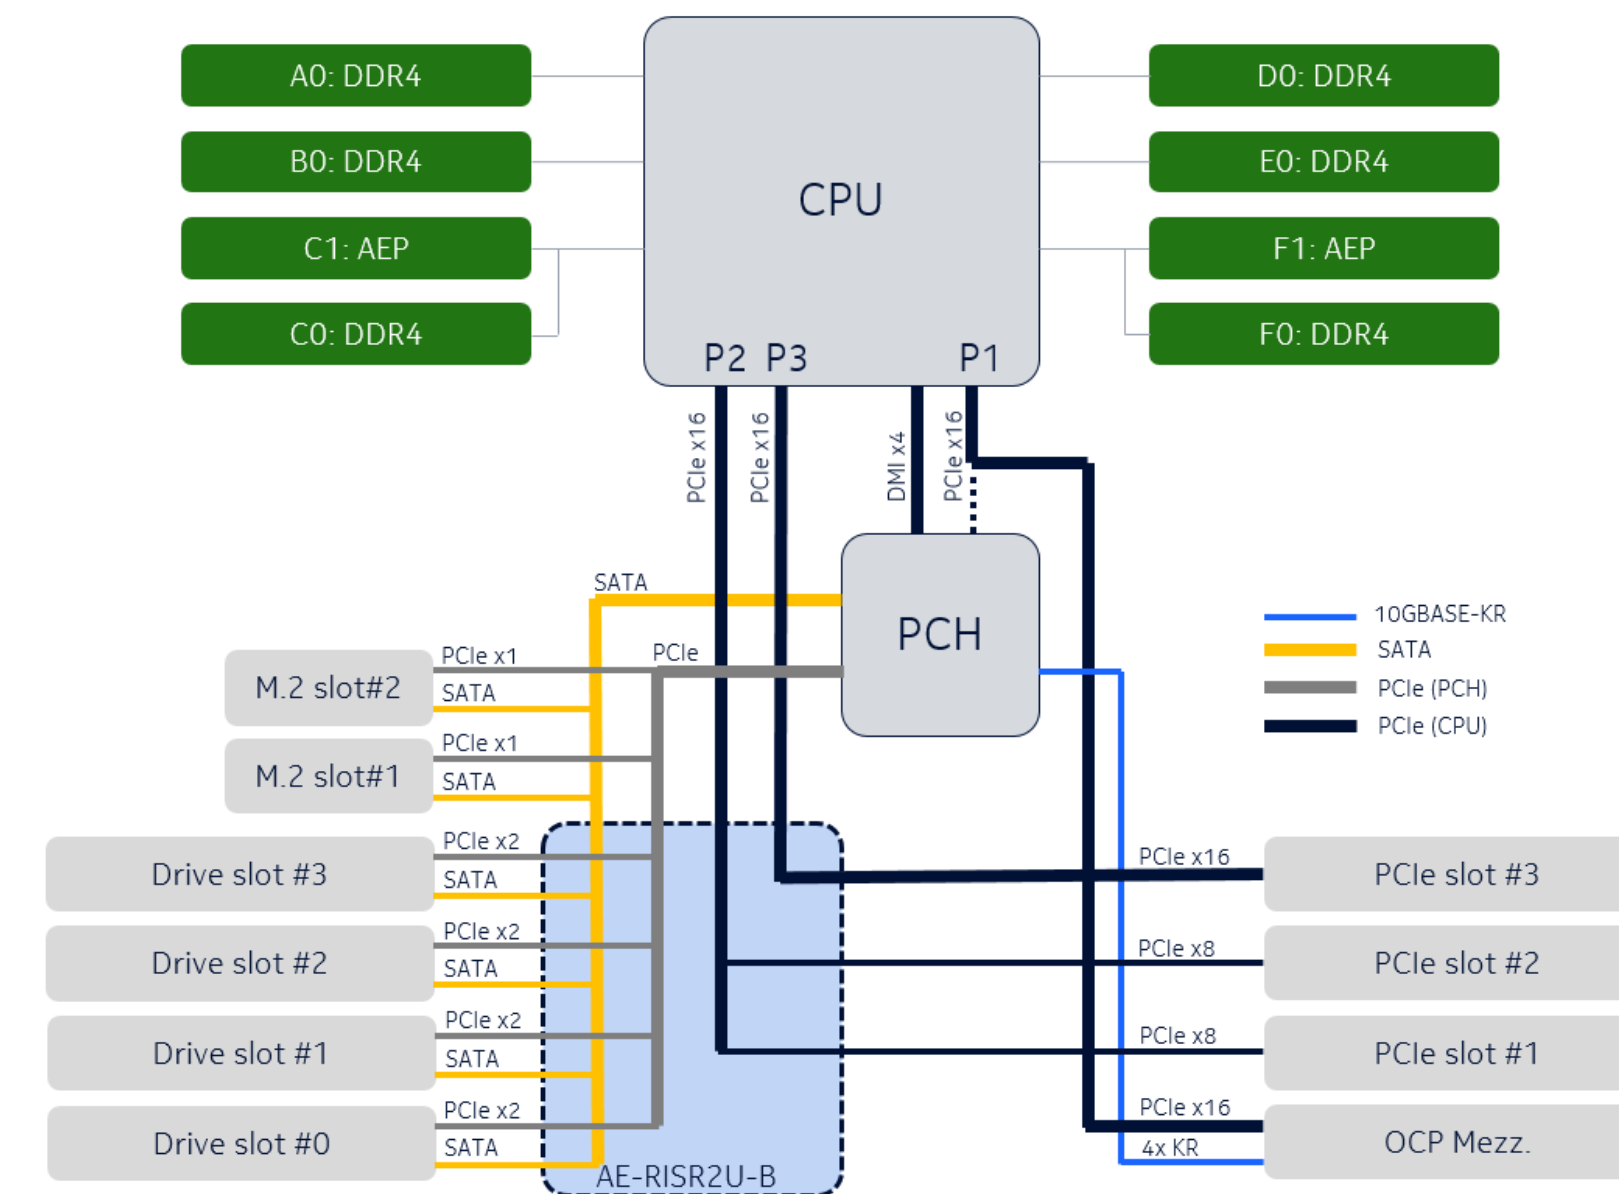 A0: DDR4
B0: DDR4
C1: AEP
C0: DDR4
D0: DDR4
E0: DDR4
F1: AEP
F0: DDR4
CPU
P2 P3 P1
PCIe x16
PCIe x16
DMI x4
PCIe x16
SATA
PCIe
PCH
10GBASE-KR
SATA
PCIe (PCH)
PCIe (CPU)
M.2 slot#2
PCIe x1
SATA
M.2 slot#1
PCIe x1
SATA
Drive slot #3
PCIe x2
SATA
Drive slot #2
PCIe x2
SATA
Drive slot #1
PCIe x2
SATA
Drive slot #0
PCIe x2
SATA
AE-RISR2U-B
PCIe x16
PCIe slot #3
PCIe x8
PCIe slot #2
PCIe x8
PCIe slot #1
PCIe x16
4x KR
OCP Mezz.